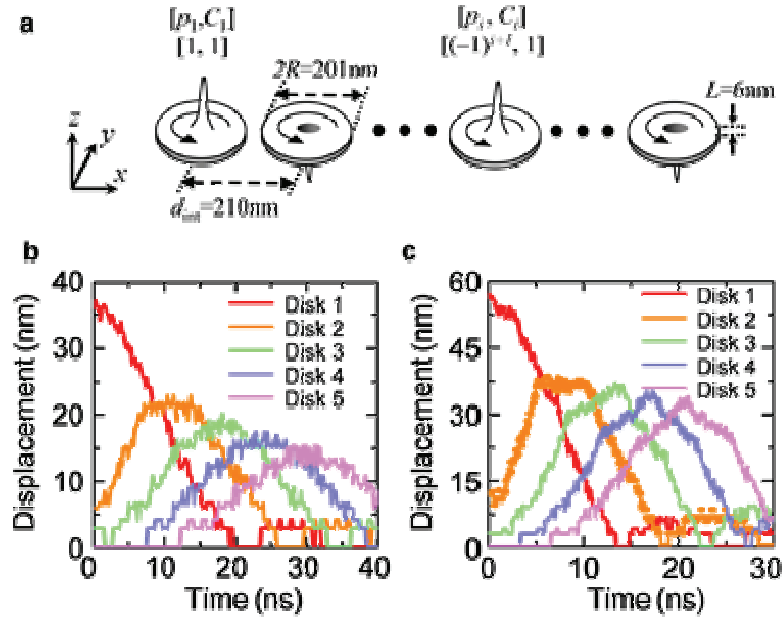 a
[p₁,C₁]
[1, 1]
[pᵢ, Cᵢ]
[(-1)ⁱ⁺¹, 1]
2R=201nm
L=6nm
z
y
x
dᵢₙₜ=210nm
b
Displacement (nm)
40
30
20
10
0
Disk 1
Disk 2
Disk 3
Disk 4
Disk 5
0 10 20 30 40
Time (ns)
c
Displacement (nm)
60
45
30
15
0
Disk 1
Disk 2
Disk 3
Disk 4
Disk 5
0 10 20 30
Time (ns)